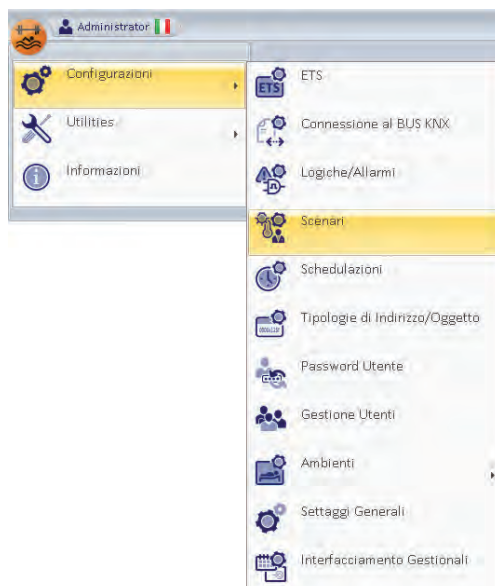 Administrator
Configurazioni
Utilities
Informazioni
ETS
ETS
Connessione al BUS KNX
Logiche/Allarmi
Scenari
Schedulazioni
Tipologie di Indirizzo/Oggetto
Password Utente
Gestione Utenti
Ambienti
Settaggi Generali
Interfacciamento Gestionali